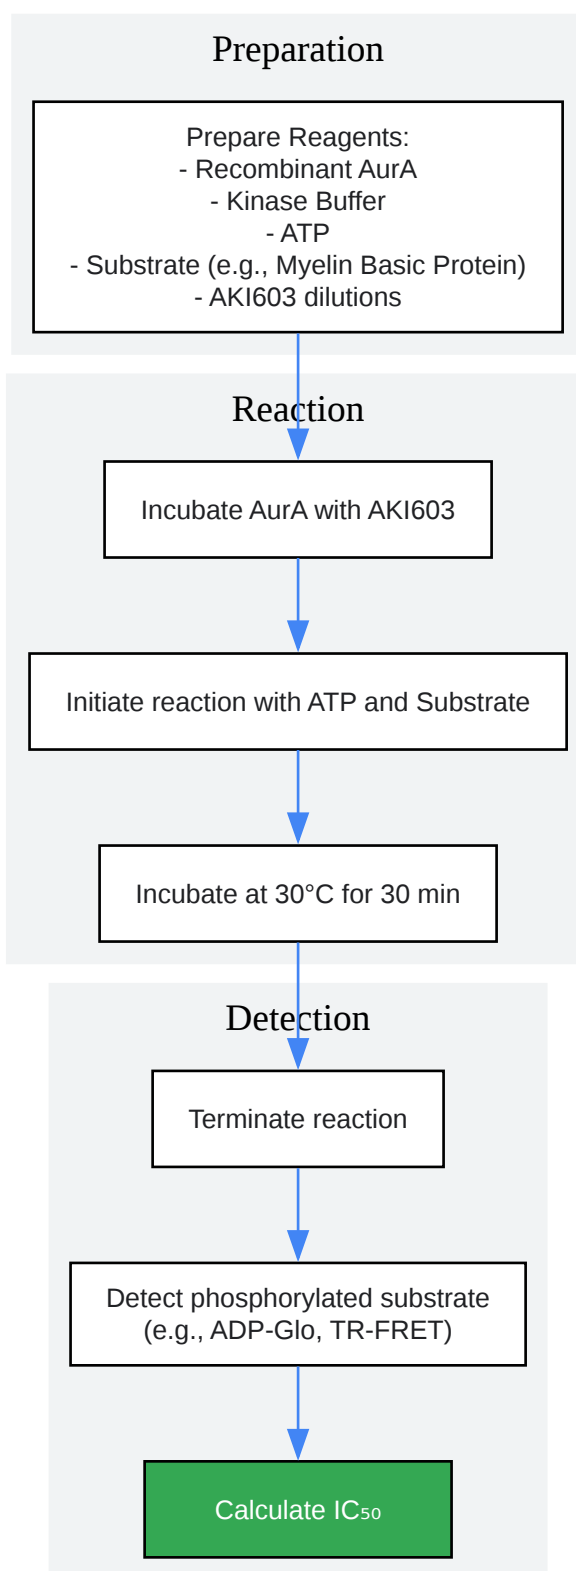 Preparation
Prepare Reagents:
- Recombinant AurA
- Kinase Buffer
- ATP
- Substrate (e.g., Myelin Basic Protein)
- AKI603 dilutions
Reaction
Incubate AurA with AKI603
Initiate reaction with ATP and Substrate
Incubate at 30°C for 30 min
Detection
Terminate reaction
Detect phosphorylated substrate
(e.g., ADP-Glo, TR-FRET)
Calculate IC₅₀